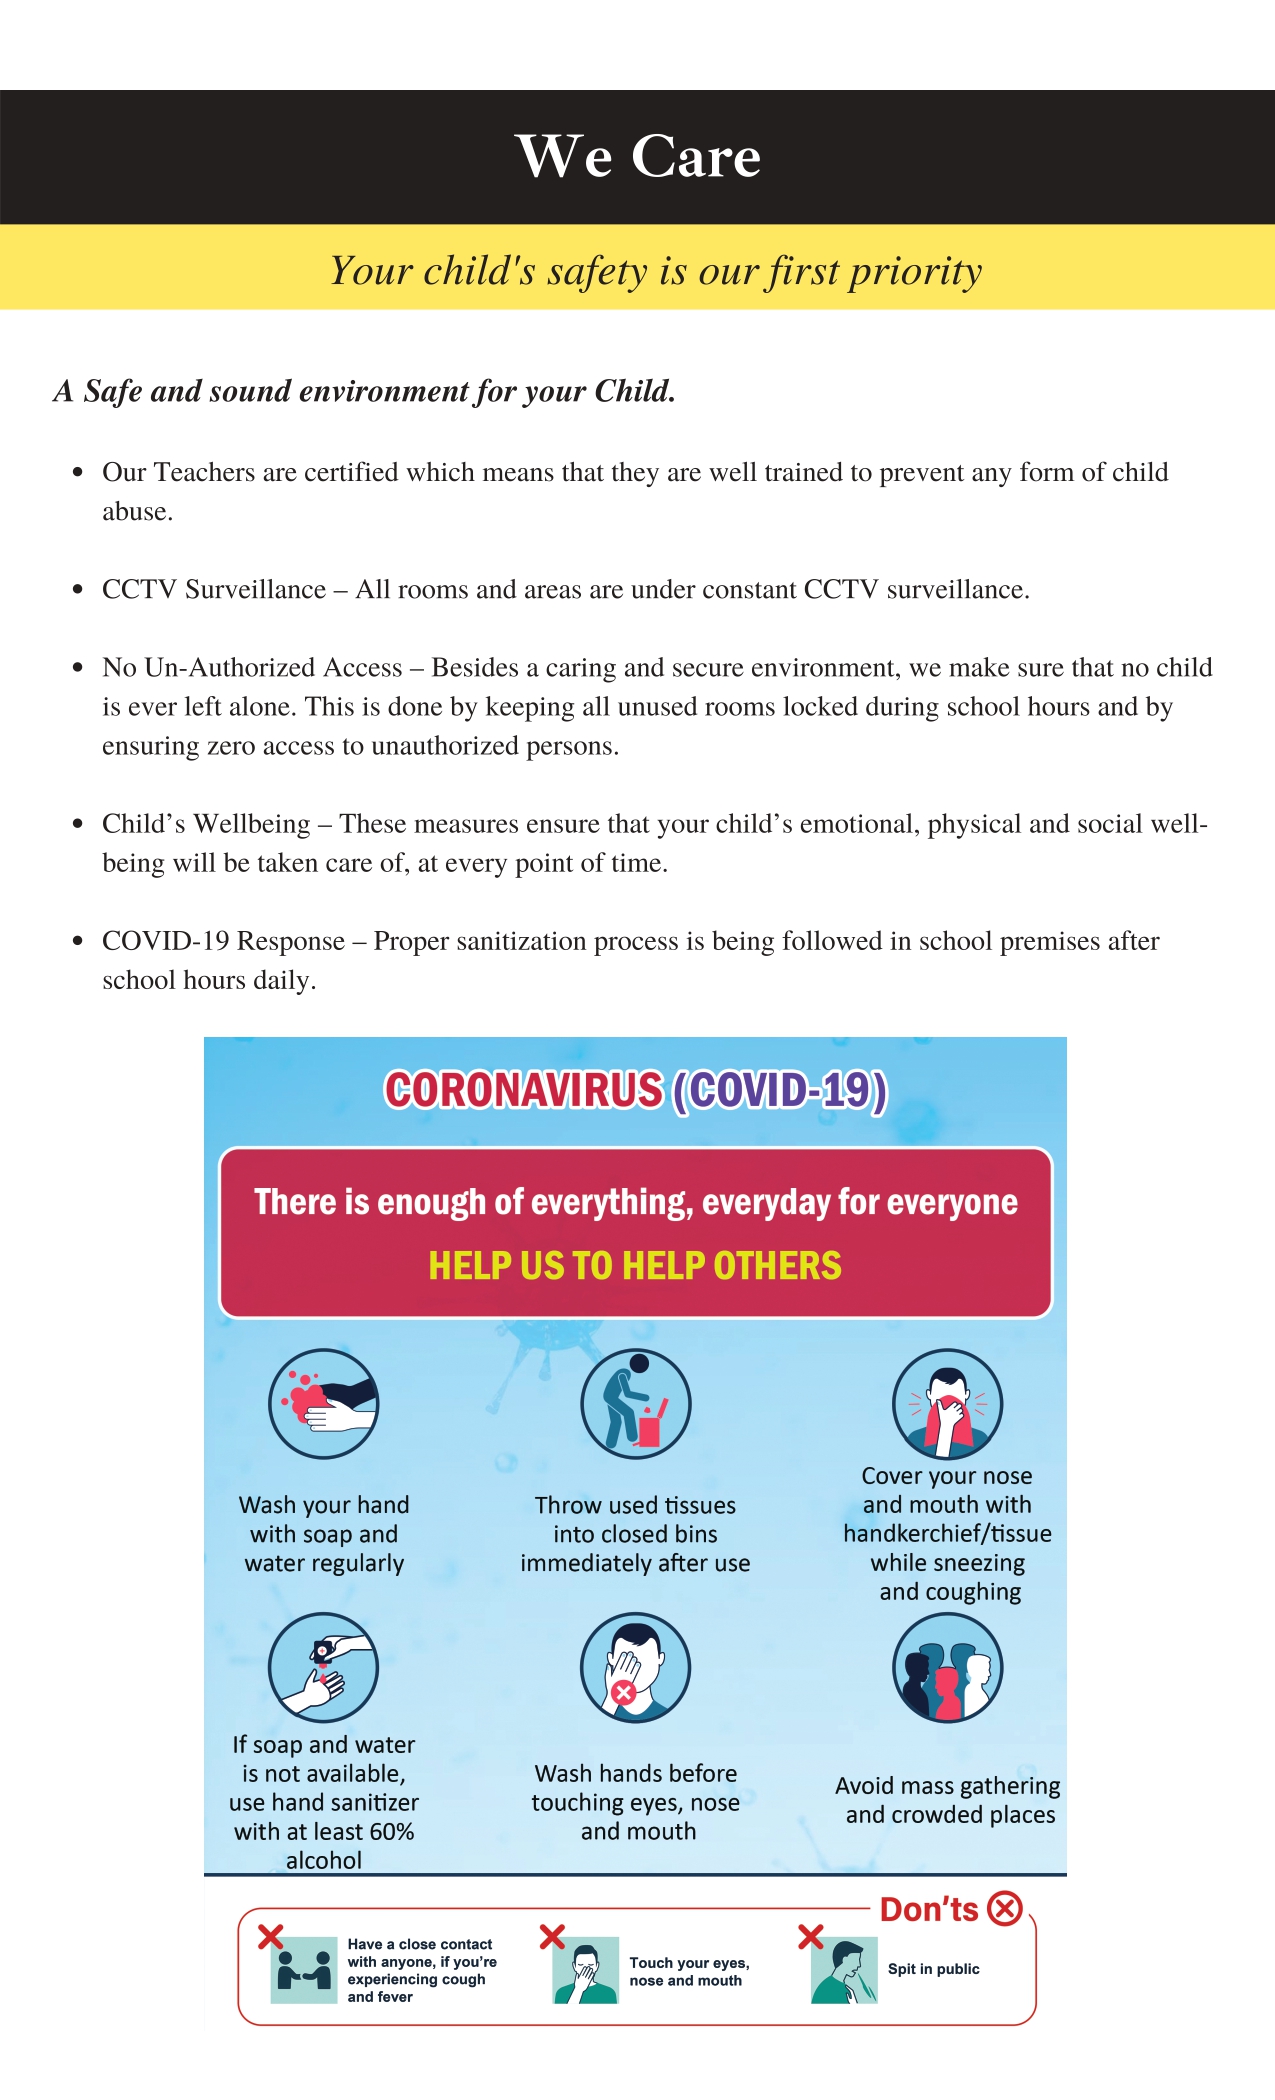 We Care
Your child's safety is our first priority
A Safe and sound environment for your Child.
• Our Teachers are certified which means that they are well trained to prevent any form of child
abuse.
• CCTV Surveillance – All rooms and areas are under constant CCTV surveillance.
• No Un-Authorized Access – Besides a caring and secure environment, we make sure that no child
is ever left alone. This is done by keeping all unused rooms locked during school hours and by
ensuring zero access to unauthorized persons.
• Child’s Wellbeing – These measures ensure that your child’s emotional, physical and social well-
being will be taken care of, at every point of time.
• COVID-19 Response – Proper sanitization process is being followed in school premises after
school hours daily.
CORONAVIRUS (COVID-19)
There is enough of everything, everyday for everyone
HELP US TO HELP OTHERS
Wash your hand
with soap and
water regularly
Throw used tissues
into closed bins
immediately after use
Cover your nose
and mouth with
handkerchief/tissue
while sneezing
and coughing
If soap and water
is not available,
use hand sanitizer
with at least 60%
alcohol
Wash hands before
touching eyes, nose
and mouth
Avoid mass gathering
and crowded places
Don’ts
Have a close contact
with anyone, if you’re
experiencing cough
and fever
Touch your eyes,
nose and mouth
Spit in public